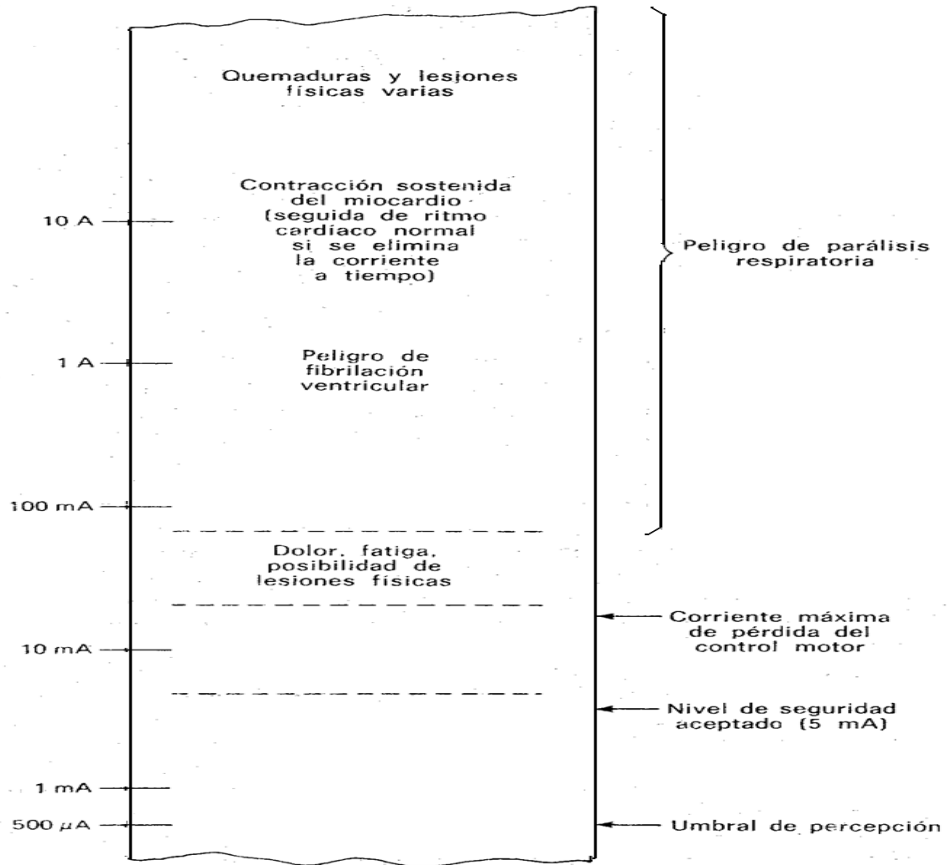 Quemaduras y lesiones
físicas varias
Contracción sostenida
del miocardio
(seguida de ritmo
cardíaco normal
si se elimina
la corriente
a tiempo)
10 A
Peligro de parálisis
respiratoria
1 A
Peligro de
fibrilación
ventricular
100 mA
Dolor, fatiga,
posibilidad de
lesiones físicas
Corriente máxima
de pérdida del
control motor
10 mA
Nivel de seguridad
aceptado (5 mA)
1 mA
500 μA
Umbral de percepción